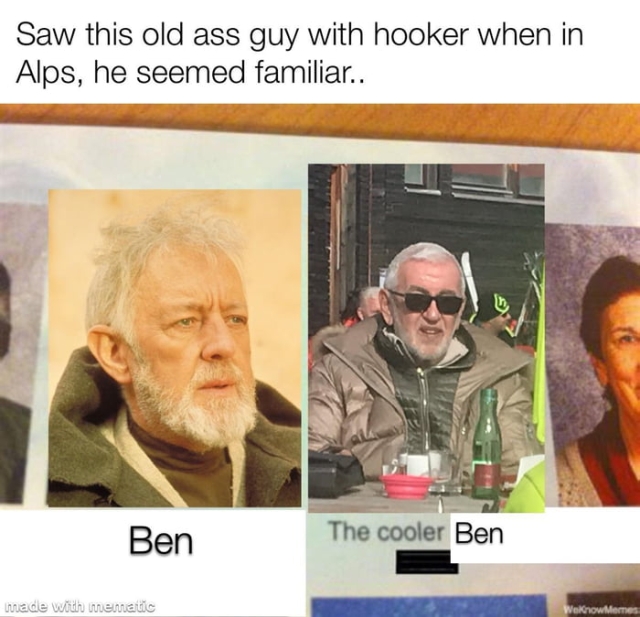 Saw this old ass guy with hooker when in
Alps, he seemed familiar..
Ben
The cooler Ben
made with mematic
WeKnowMemes